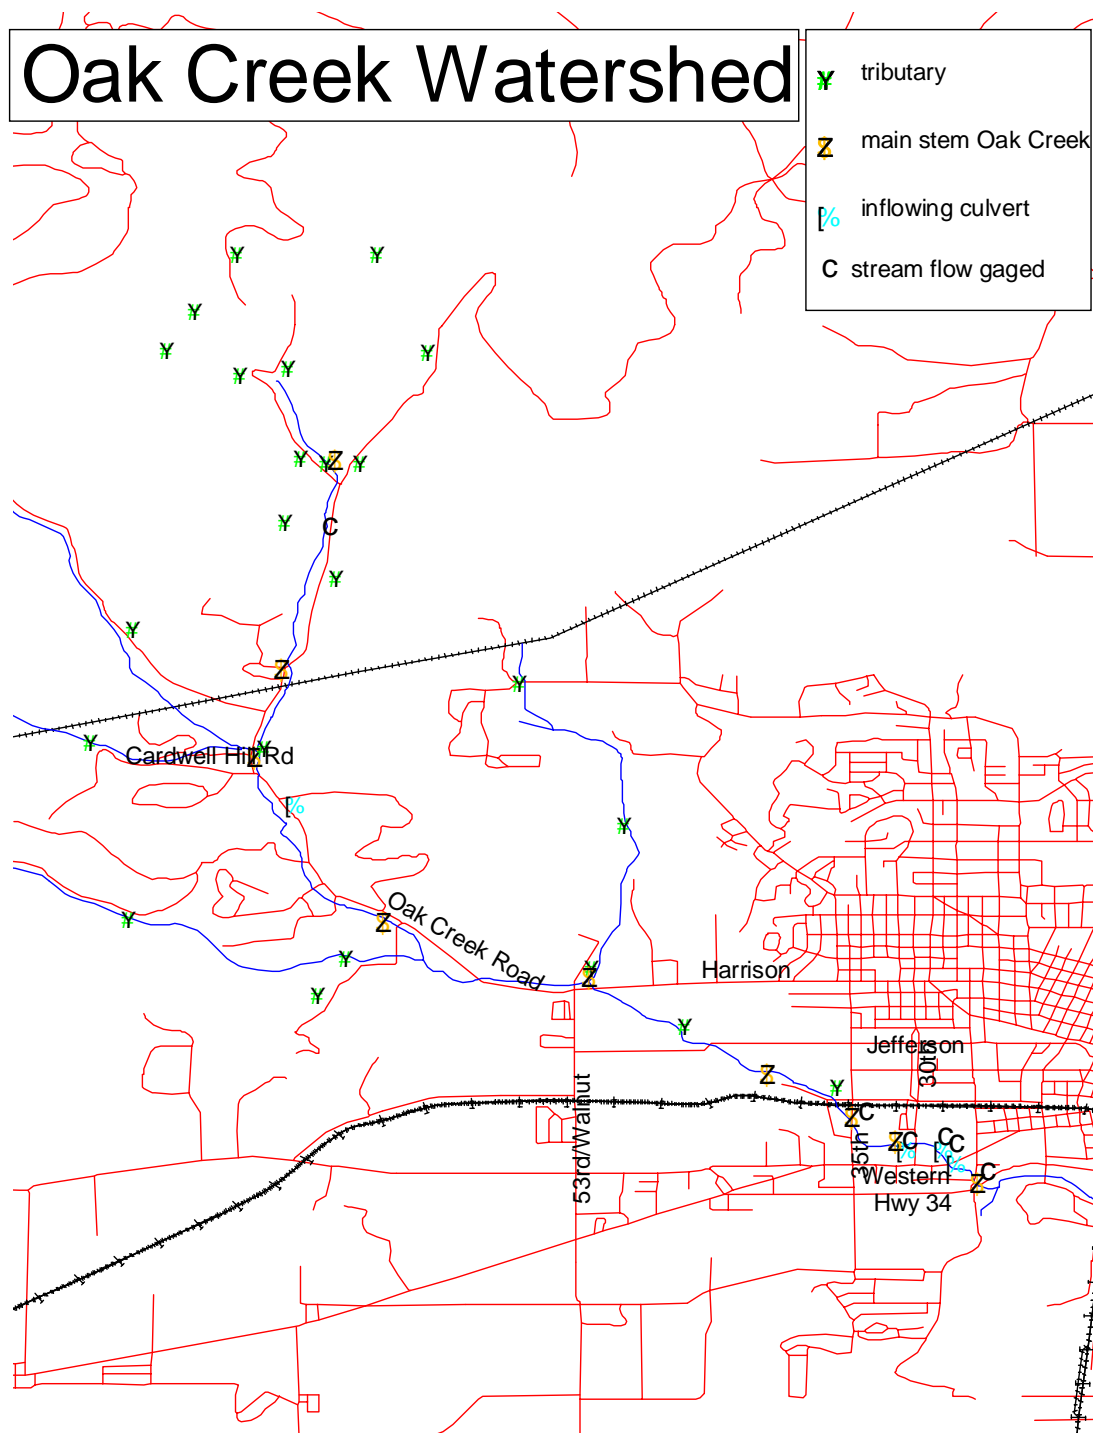 Oak Creek Watershed
tributary
main stem Oak Creek
inflowing culvert
C stream flow gaged
Cardwell Hill Rd
Oak Creek Road
Harrison
Jefferson
30th
53rd/Walnut
35th
Western
Hwy 34